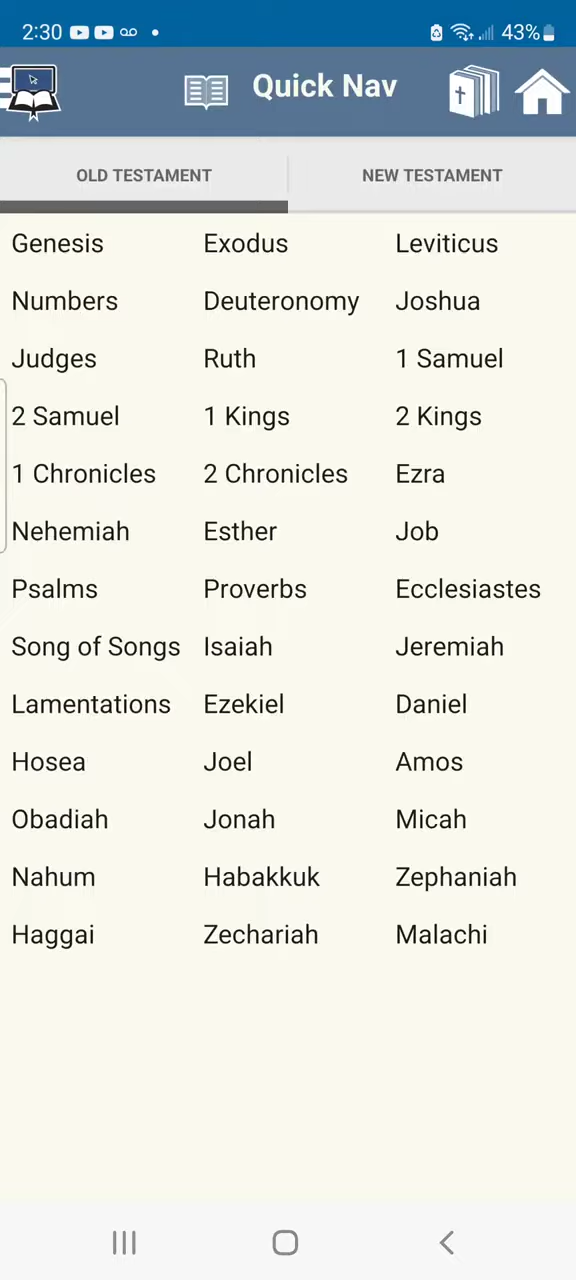 2:30 43%
Quick Nav
OLD TESTAMENT NEW TESTAMENT
Genesis Exodus Leviticus
Numbers Deuteronomy Joshua
Judges Ruth 1 Samuel
2 Samuel 1 Kings 2 Kings
1 Chronicles 2 Chronicles Ezra
Nehemiah Esther Job
Psalms Proverbs Ecclesiastes
Song of Songs Isaiah Jeremiah
Lamentations Ezekiel Daniel
Hosea Joel Amos
Obadiah Jonah Micah
Nahum Habakkuk Zephaniah
Haggai Zechariah Malachi